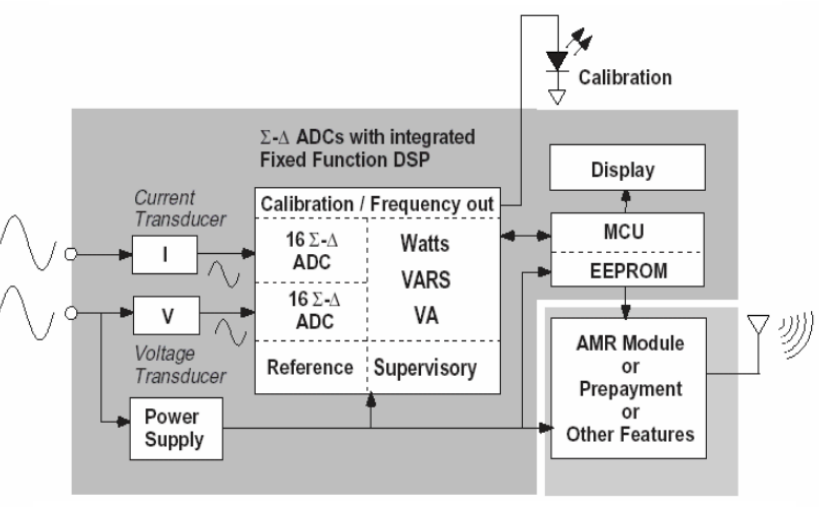 Calibration
Σ-Δ ADCs with integrated
Fixed Function DSP
Display
Current
Transducer
Calibration / Frequency out
MCU
I
16 Σ-Δ
ADC
Watts
EEPROM
VARS
16 Σ-Δ
ADC
VA
V
Voltage
Transducer
Reference
Supervisory
AMR Module
or
Prepayment
or
Other Features
Power
Supply